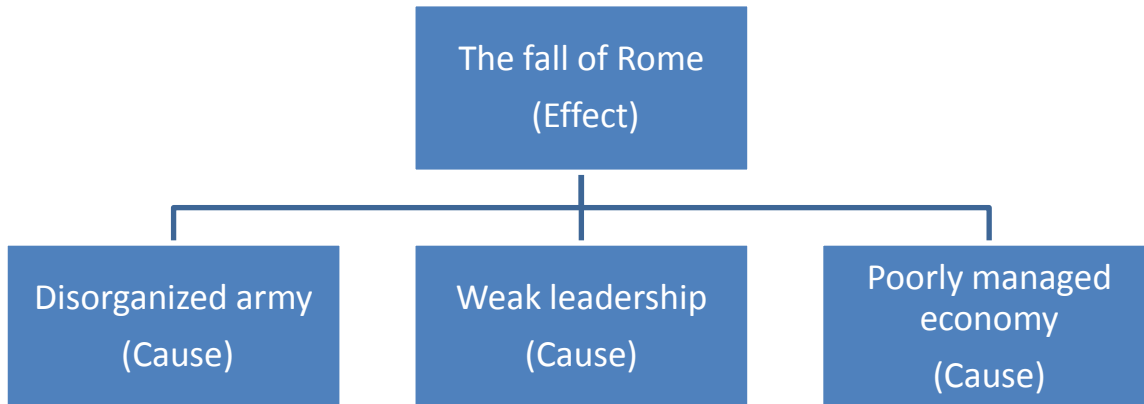 The fall of Rome
(Effect)
Disorganized army
(Cause)
Weak leadership
(Cause)
Poorly managed
economy
(Cause)